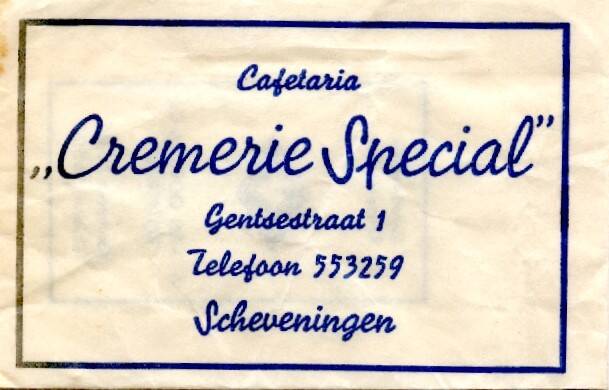 Cafetaria
„Cremerie Special”
Gentsestraat 1
Telefoon 553259
Scheveningen